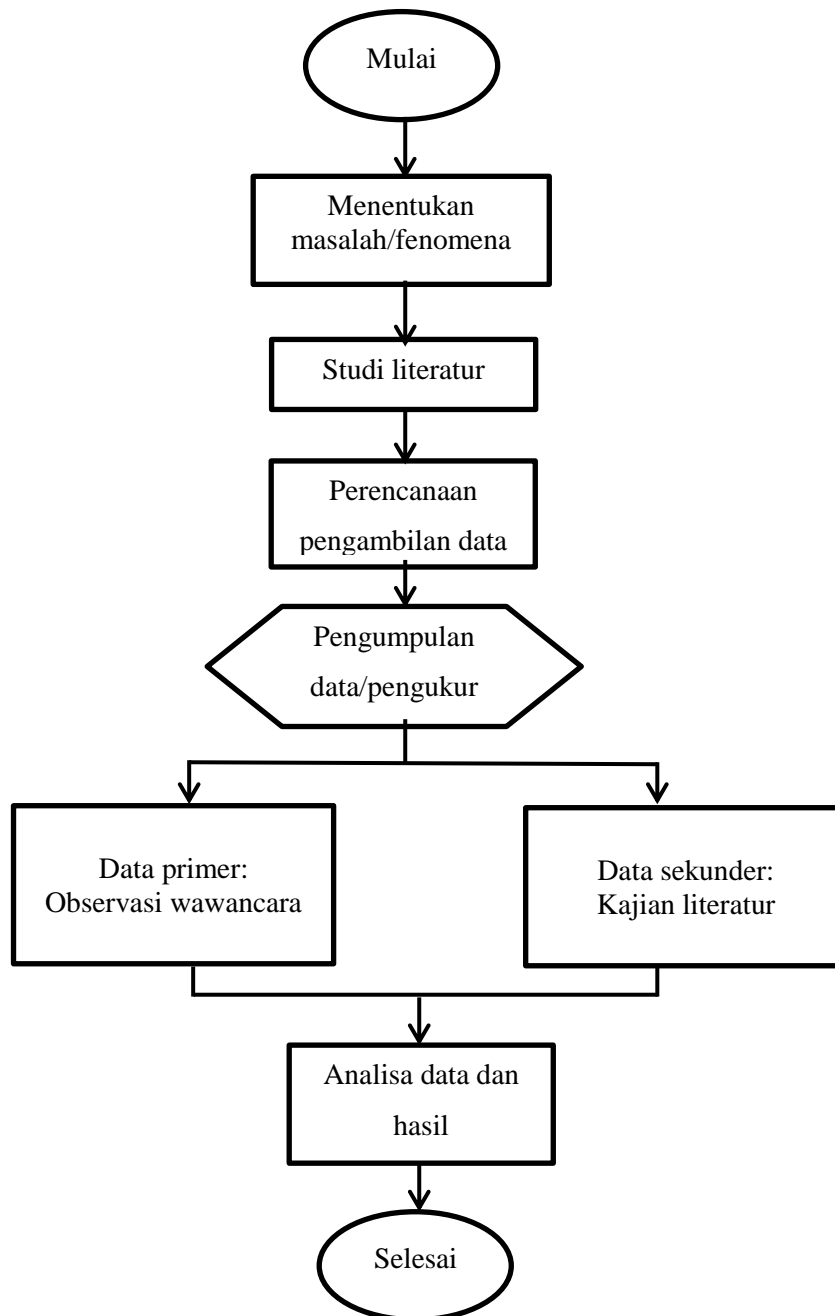 Mulai
Menentukan
masalah/fenomena
Studi literatur
Perencanaan
pengambilan data
Pengumpulan
data/pengukur
Data primer:
Observasi wawancara
Data sekunder:
Kajian literatur
Analisa data dan
hasil
Selesai